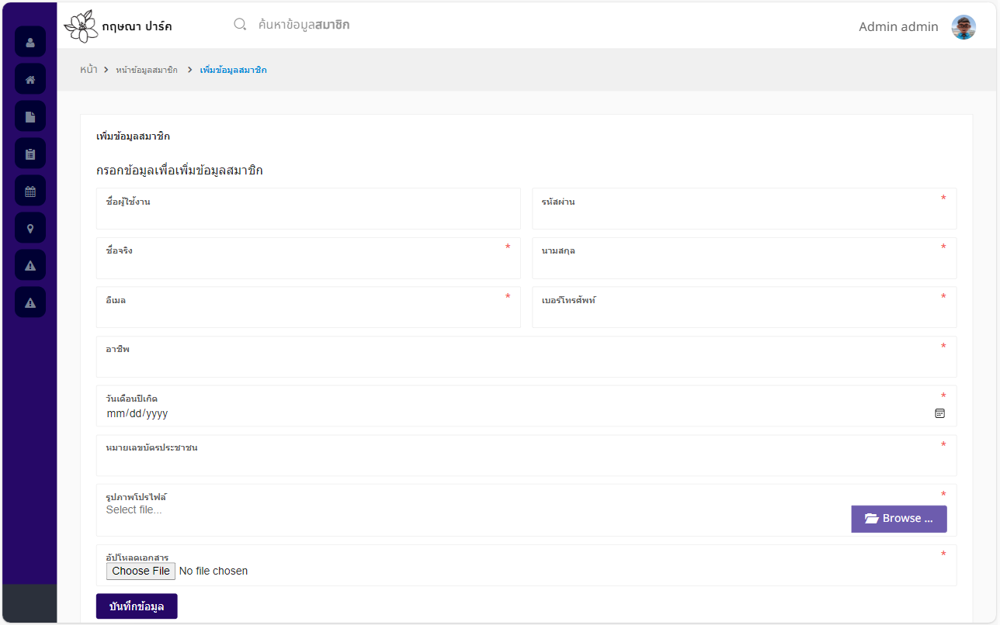 กฤษณา ปาร์ค
ค้นหาข้อมูลสมาชิก
Admin admin
หน้า > หน้าข้อมูลสมาชิก > เพิ่มข้อมูลสมาชิก
เพิ่มข้อมูลสมาชิก
กรอกข้อมูลเพื่อเพิ่มข้อมูลสมาชิก
ชื่อผู้ใช้งาน
รหัสผ่าน *
ชื่อจริง *
นามสกุล *
อีเมล *
เบอร์โทรศัพท์ *
อาชีพ *
วันเดือนปีเกิด *
mm/dd/yyyy
หมายเลขบัตรประชาชน *
รูปภาพโปรไฟล์ *
Select file...
Browse ...
อัปโหลดเอกสาร *
Choose File No file chosen
บันทึกข้อมูล